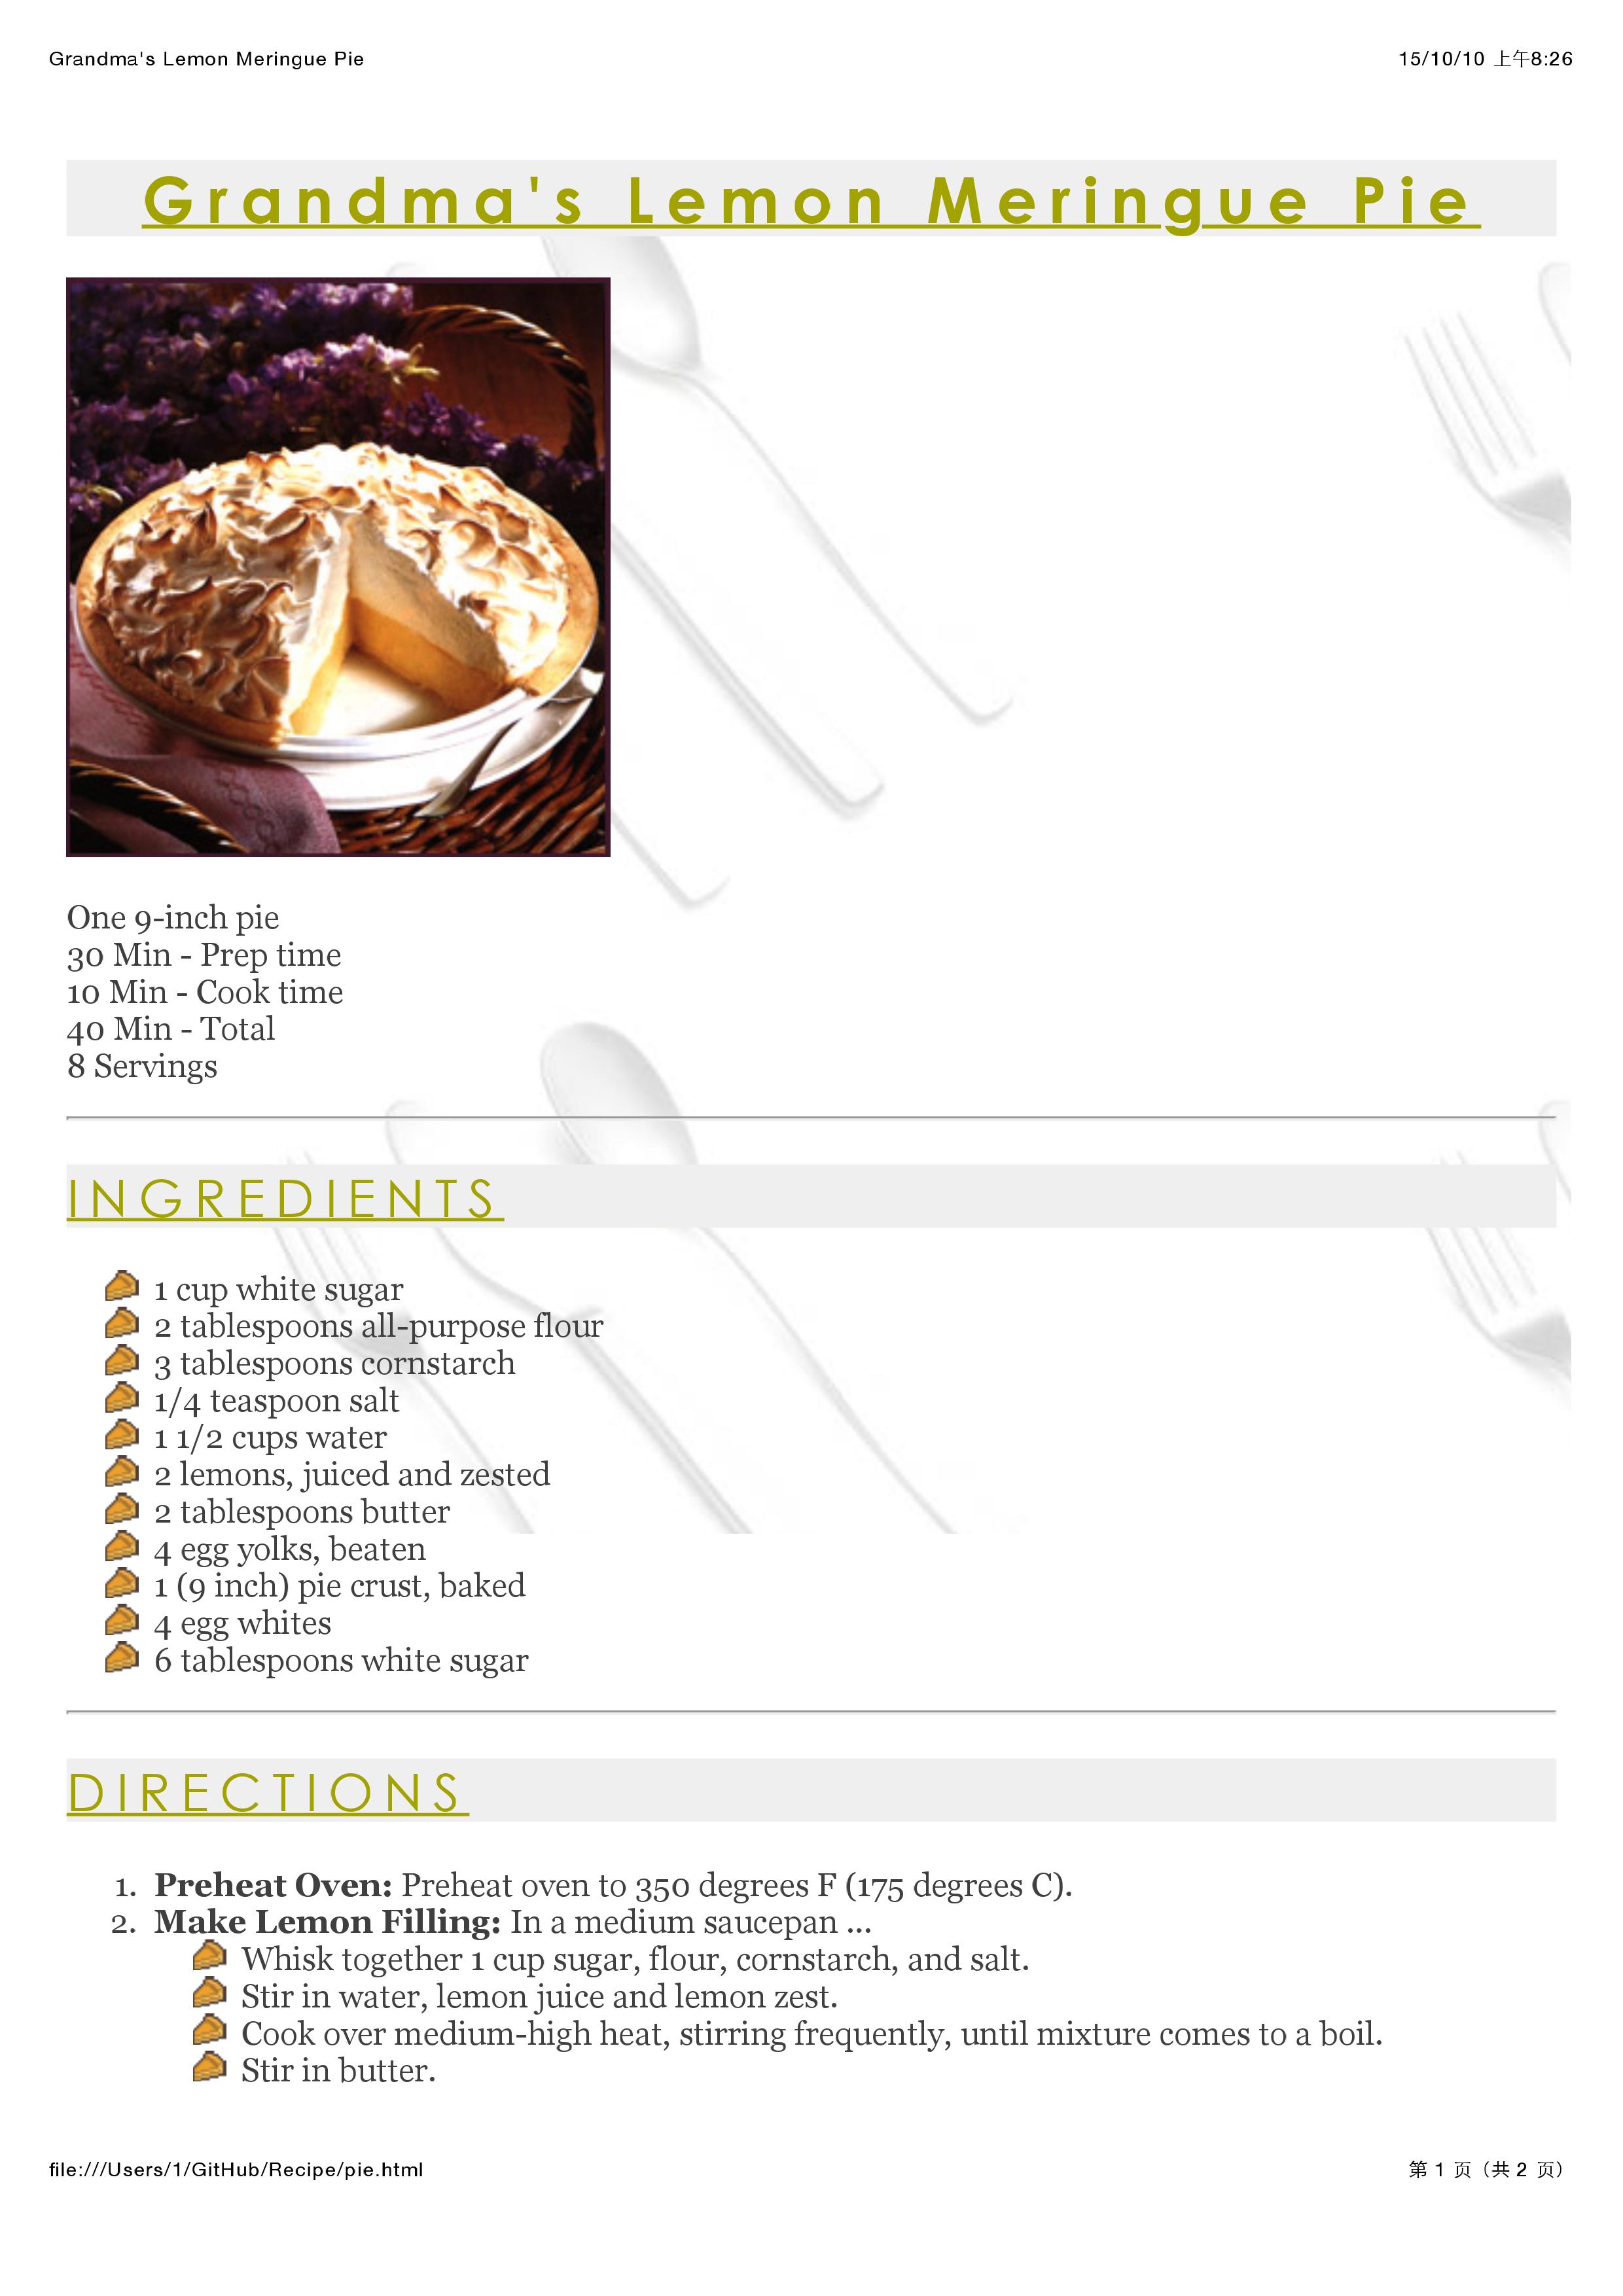 Grandma's Lemon Meringue Pie
15/10/10 上午8:26
Grandma's Lemon Meringue Pie
One 9-inch pie
30 Min - Prep time
10 Min - Cook time
40 Min - Total
8 Servings
INGREDIENTS
1 cup white sugar
2 tablespoons all-purpose flour
3 tablespoons cornstarch
1/4 teaspoon salt
1 1/2 cups water
2 lemons, juiced and zested
2 tablespoons butter
4 egg yolks, beaten
1 (9 inch) pie crust, baked
4 egg whites
6 tablespoons white sugar
DIRECTIONS
1. Preheat Oven: Preheat oven to 350 degrees F (175 degrees C).
2. Make Lemon Filling: In a medium saucepan ...
Whisk together 1 cup sugar, flour, cornstarch, and salt.
Stir in water, lemon juice and lemon zest.
Cook over medium-high heat, stirring frequently, until mixture comes to a boil.
Stir in butter.
file:///Users/1/GitHub/Recipe/pie.html
第 1 页（共 2 页）